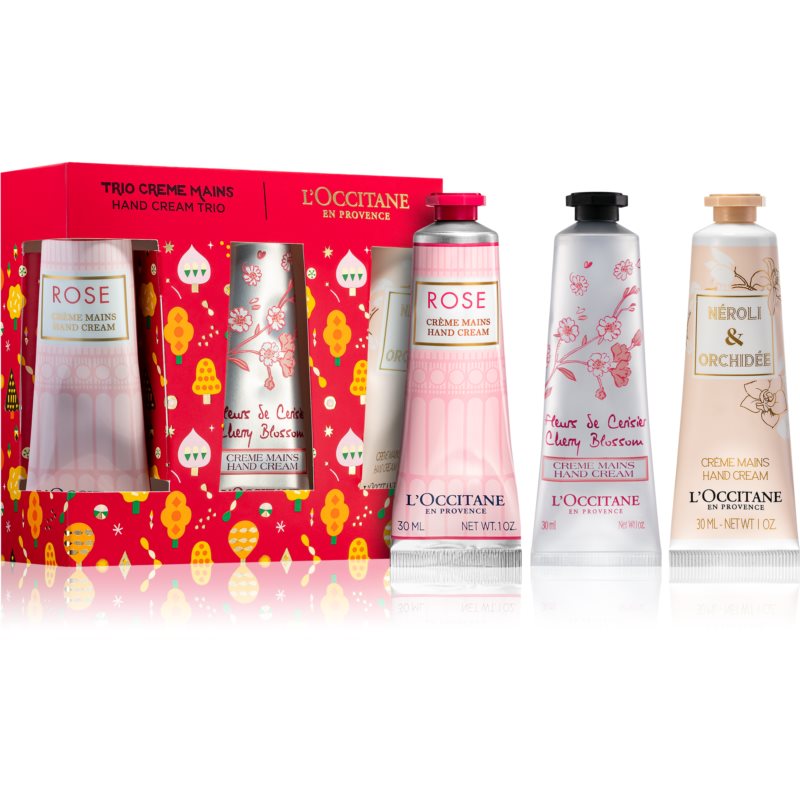 TRIO CREME MAINS
HAND CREAM TRIO
L'OCCITANE
EN PROVENCE
ROSE
CRÈME MAINS
HAND CREAM
Fleurs de Cerisier
Cherry Blossom
CREME MAINS
HAND CREAM
ROSE
CRÈME MAINS
HAND CREAM
L'OCCITANE
EN PROVENCE
30 ML NET WT. 1 OZ.
Fleurs de Cerisier
Cherry Blossom
CREME MAINS
HAND CREAM
L'OCCITANE
EN PROVENCE
30 ml Net Wt. 1 oz.
NÉROLI
&
ORCHIDÉE
CRÈME MAINS
HAND CREAM
L'OCCITANE
EN PROVENCE
30 ML - NET WT 1 OZ.